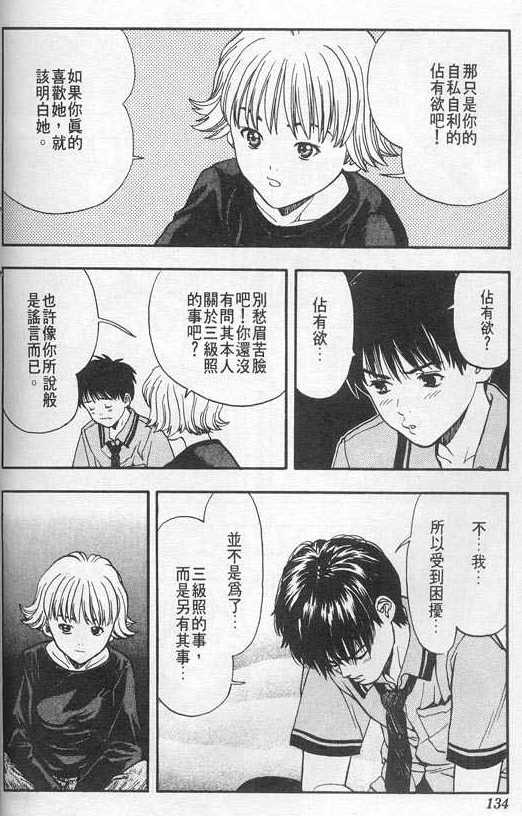 那只是你的
自私自利的
佔有欲吧！
如果你真的
喜歡她，就
該明白她。
佔有欲？
佔有欲…
別愁眉苦臉
吧！你還沒
有問其本人
關於三級照
的事吧？
也許像你所說般
是謠言而已。
不！…我…
所以受到困擾…
並不是爲了…
三級照的事，
而是另有其事…
134